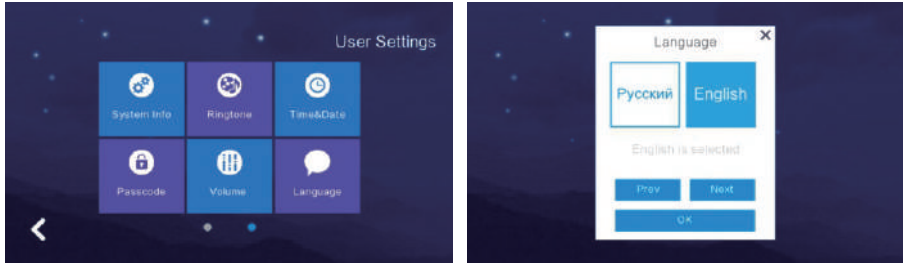 User Settings
System Info
Ringtone
Time&Date
Passcode
Volume
Language
Language
Русский
English
English is selected
Prev
Next
OK